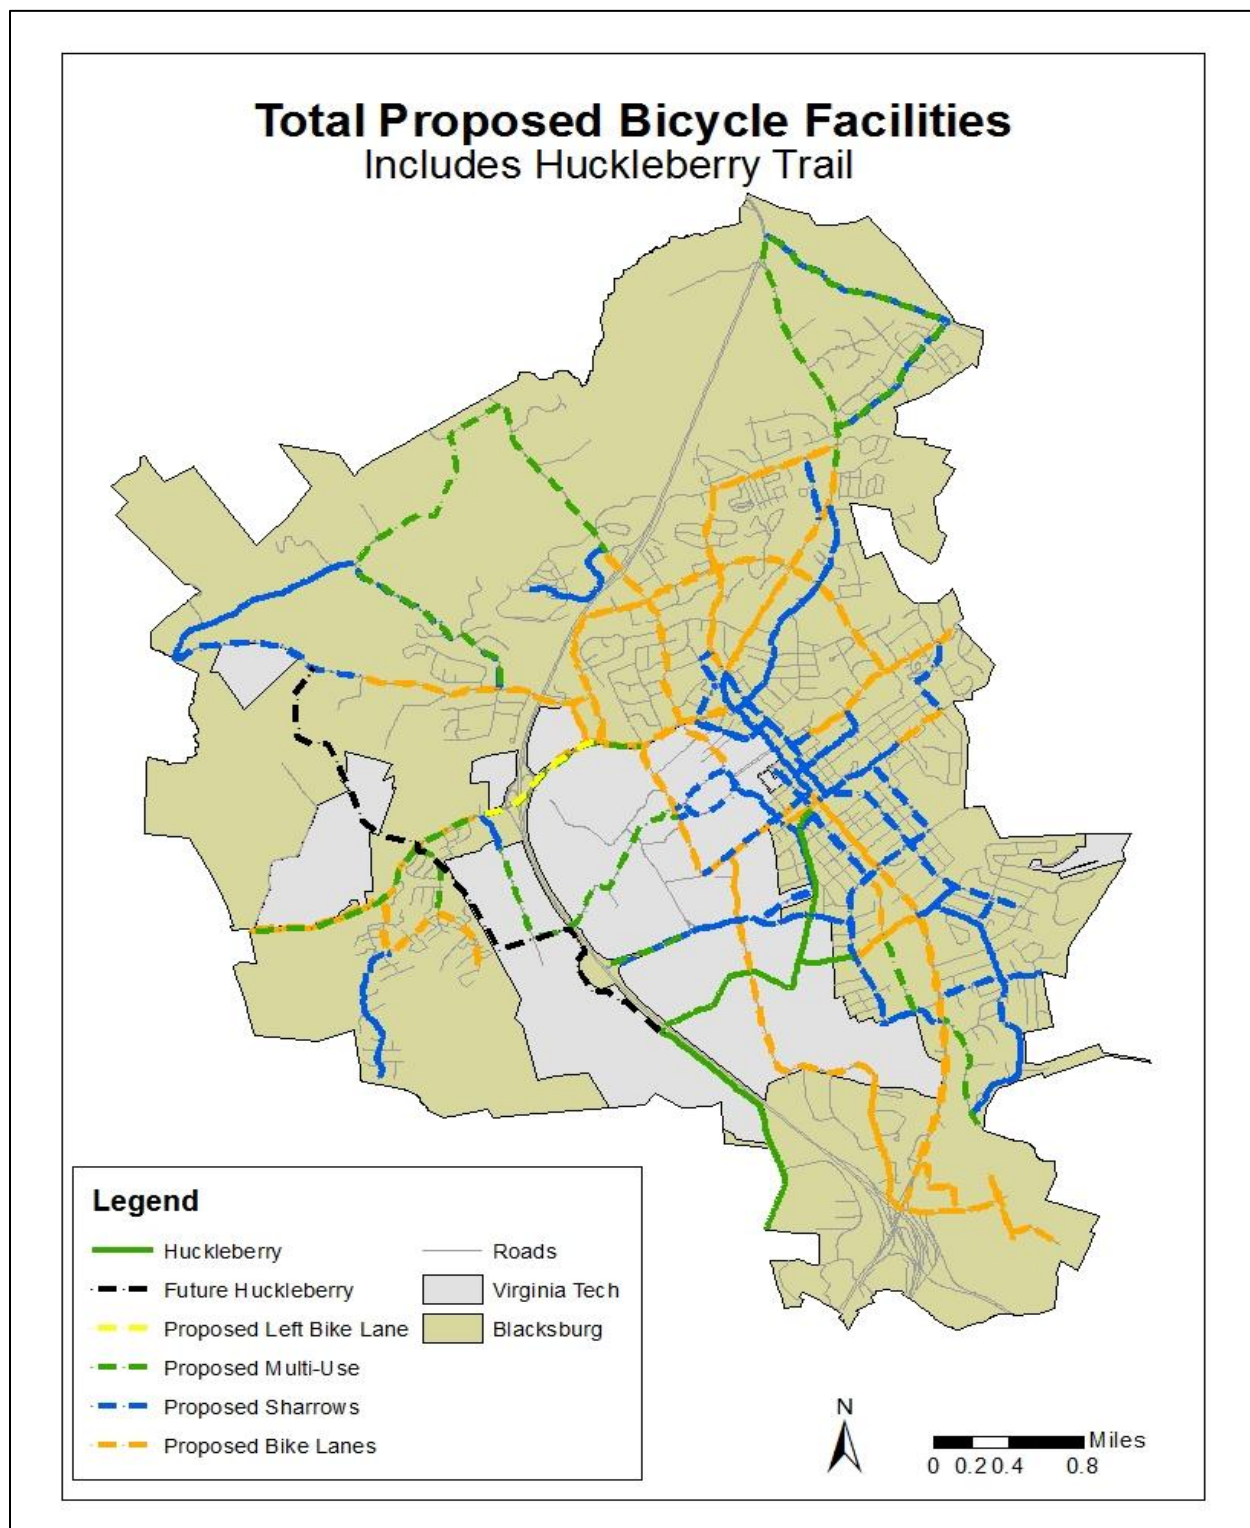 Total Proposed Bicycle Facilities
Includes Huckleberry Trail
Legend
Huckleberry
Future Huckleberry
Proposed Left Bike Lane
Proposed Multi-Use
Proposed Sharrows
Proposed Bike Lanes
Roads
Virginia Tech
Blacksburg
N
Miles
0 0.2 0.4 0.8